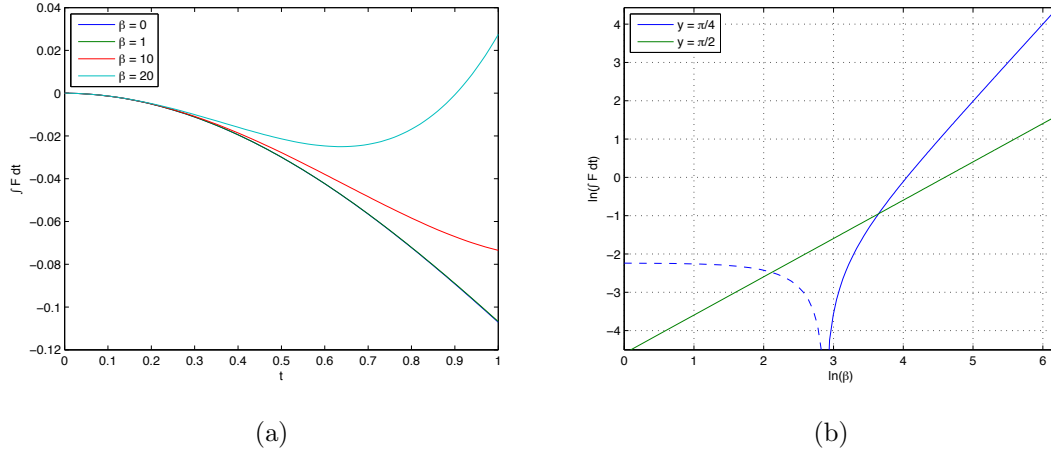 0.04
0.02
0
−0.02
−0.04
−0.06
−0.08
−0.1
−0.12
∫ F dt
β = 0
β = 1
β = 10
β = 20
0 0.1 0.2 0.3 0.4 0.5 0.6 0.7 0.8 0.9 1
t
(a)
4
3
2
1
0
−1
−2
−3
−4
ln(∫ F dt)
y = π/4
y = π/2
0 1 2 3 4 5 6
ln(β)
(b)